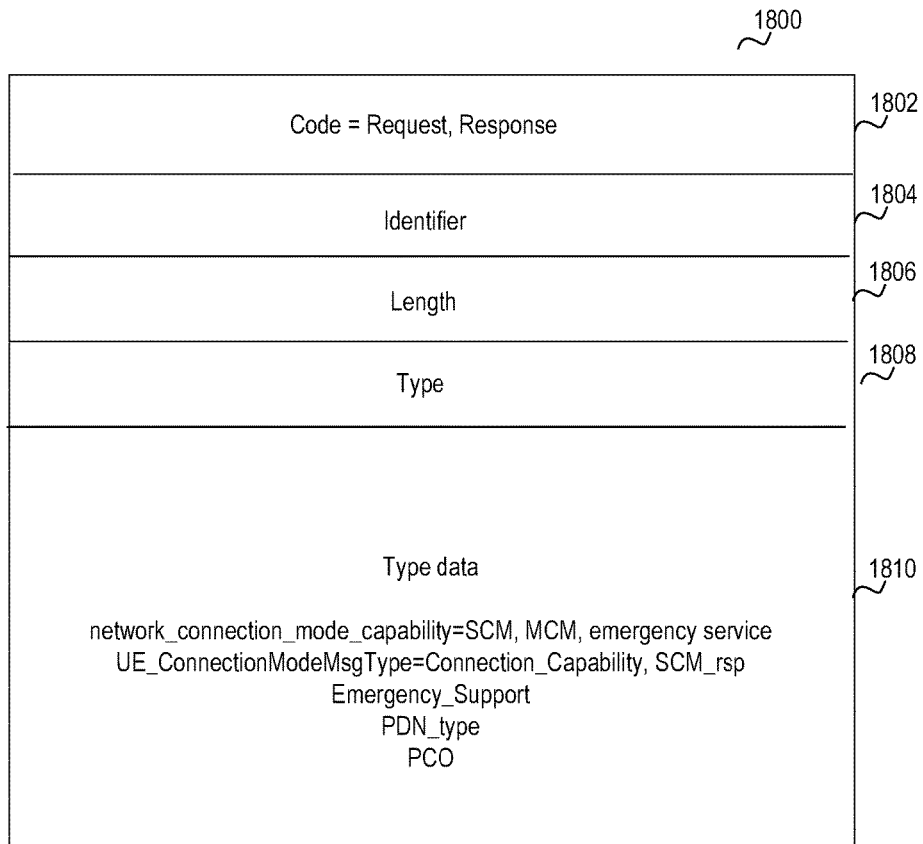 1800
Code = Request, Response
1802
Identifier
1804
Length
1806
Type
1808
Type data
1810
network_connection_mode_capability=SCM, MCM, emergency service
UE_ConnectionModeMsgType=Connection_Capability, SCM_rsp
Emergency_Support
PDN_type
PCO